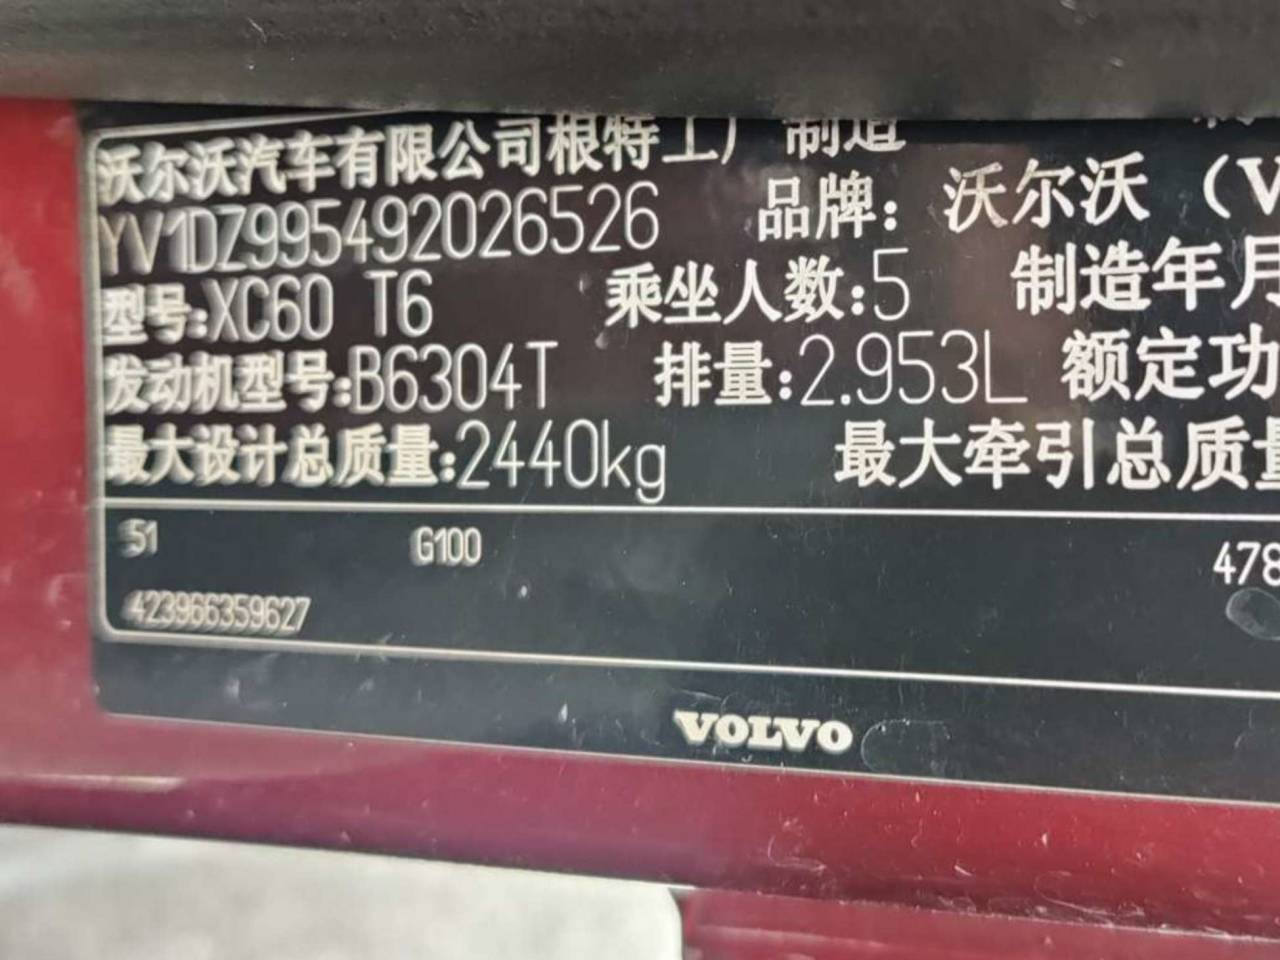 沃尔沃汽车有限公司根特工厂 制造
YV1DZ995492026526 品牌：沃尔沃（V
型号:XC60 T6 乘坐人数:5 制造年月
发动机型号:B6304T 排量:2.953L 额定功
最大设计总质量:2440kg 最大牵引总质量
51 G100 478
423966359627
VOLVO